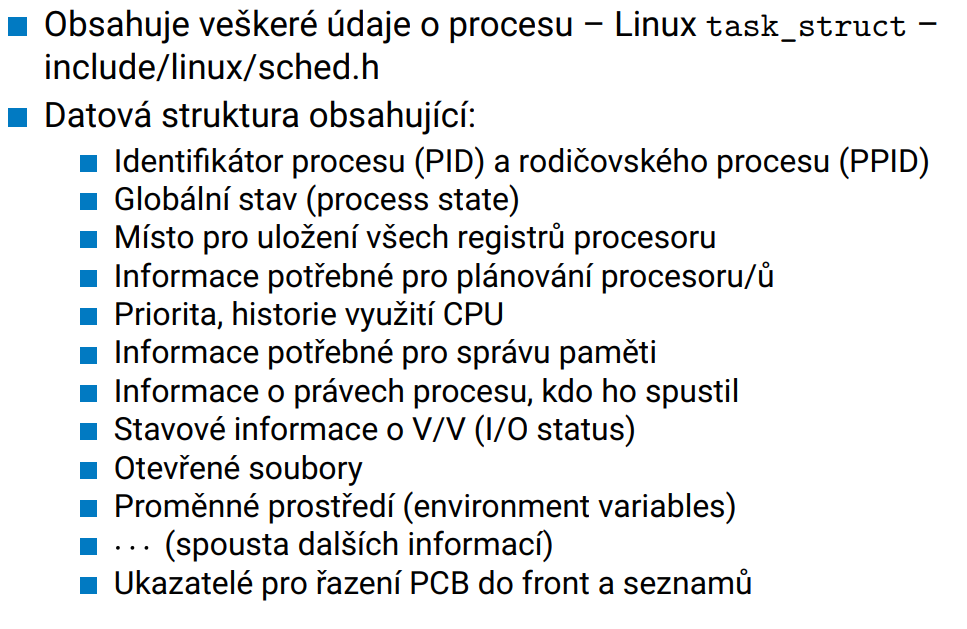 Obsahuje veškeré údaje o procesu – Linux task_struct –
include/linux/sched.h
Datová struktura obsahující:
Identifikátor procesu (PID) a rodičovského procesu (PPID)
Globální stav (process state)
Místo pro uložení všech registrů procesoru
Informace potřebné pro plánování procesoru/ů
Priorita, historie využití CPU
Informace potřebné pro správu paměti
Informace o právech procesu, kdo ho spustil
Stavové informace o V/V (I/O status)
Otevřené soubory
Proměnné prostředí (environment variables)
··· (spousta dalších informací)
Ukazatelé pro řazení PCB do front a seznamů